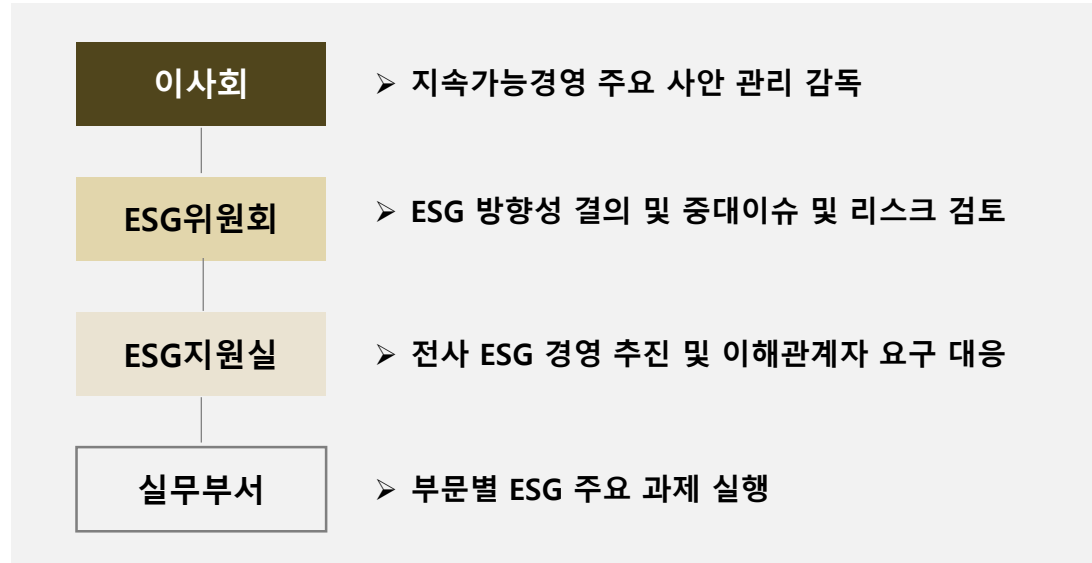 이사회
➢ 지속가능경영 주요 사안 관리 감독
ESG위원회
➢ ESG 방향성 결의 및 중대이슈 및 리스크 검토
ESG지원실
➢ 전사 ESG 경영 추진 및 이해관계자 요구 대응
실무부서
➢ 부문별 ESG 주요 과제 실행